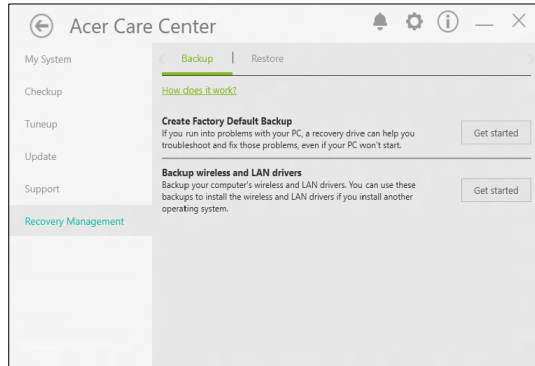 Acer Care Center
My System
Checkup
Tuneup
Update
Support
Recovery Management
Backup | Restore
How does it work?
Create Factory Default Backup
If you run into problems with your PC, a recovery drive can help you
troubleshoot and fix those problems, even if your PC won't start.
Get started
Backup wireless and LAN drivers
Backup your computer's wireless and LAN drivers. You can use these
backups to install the wireless and LAN drivers if you install another
operating system.
Get started